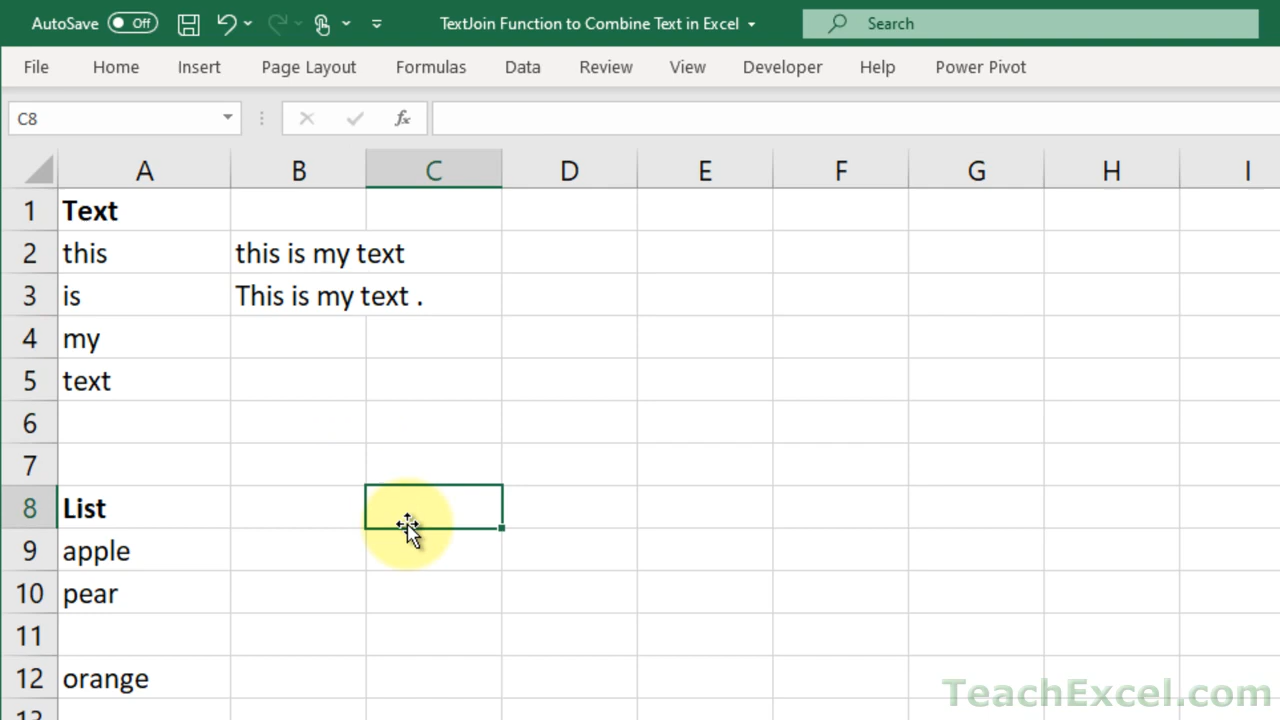 AutoSave Off TextJoin Function to Combine Text in Excel Search
File Home Insert Page Layout Formulas Data Review View Developer Help Power Pivot
C8 fx
A B C D E F G H I
1 Text
2 this this is my text
3 is This is my text .
4 my
5 text
6
7
8 List
9 apple
10 pear
11
12 orange
13
TeachExcel.com